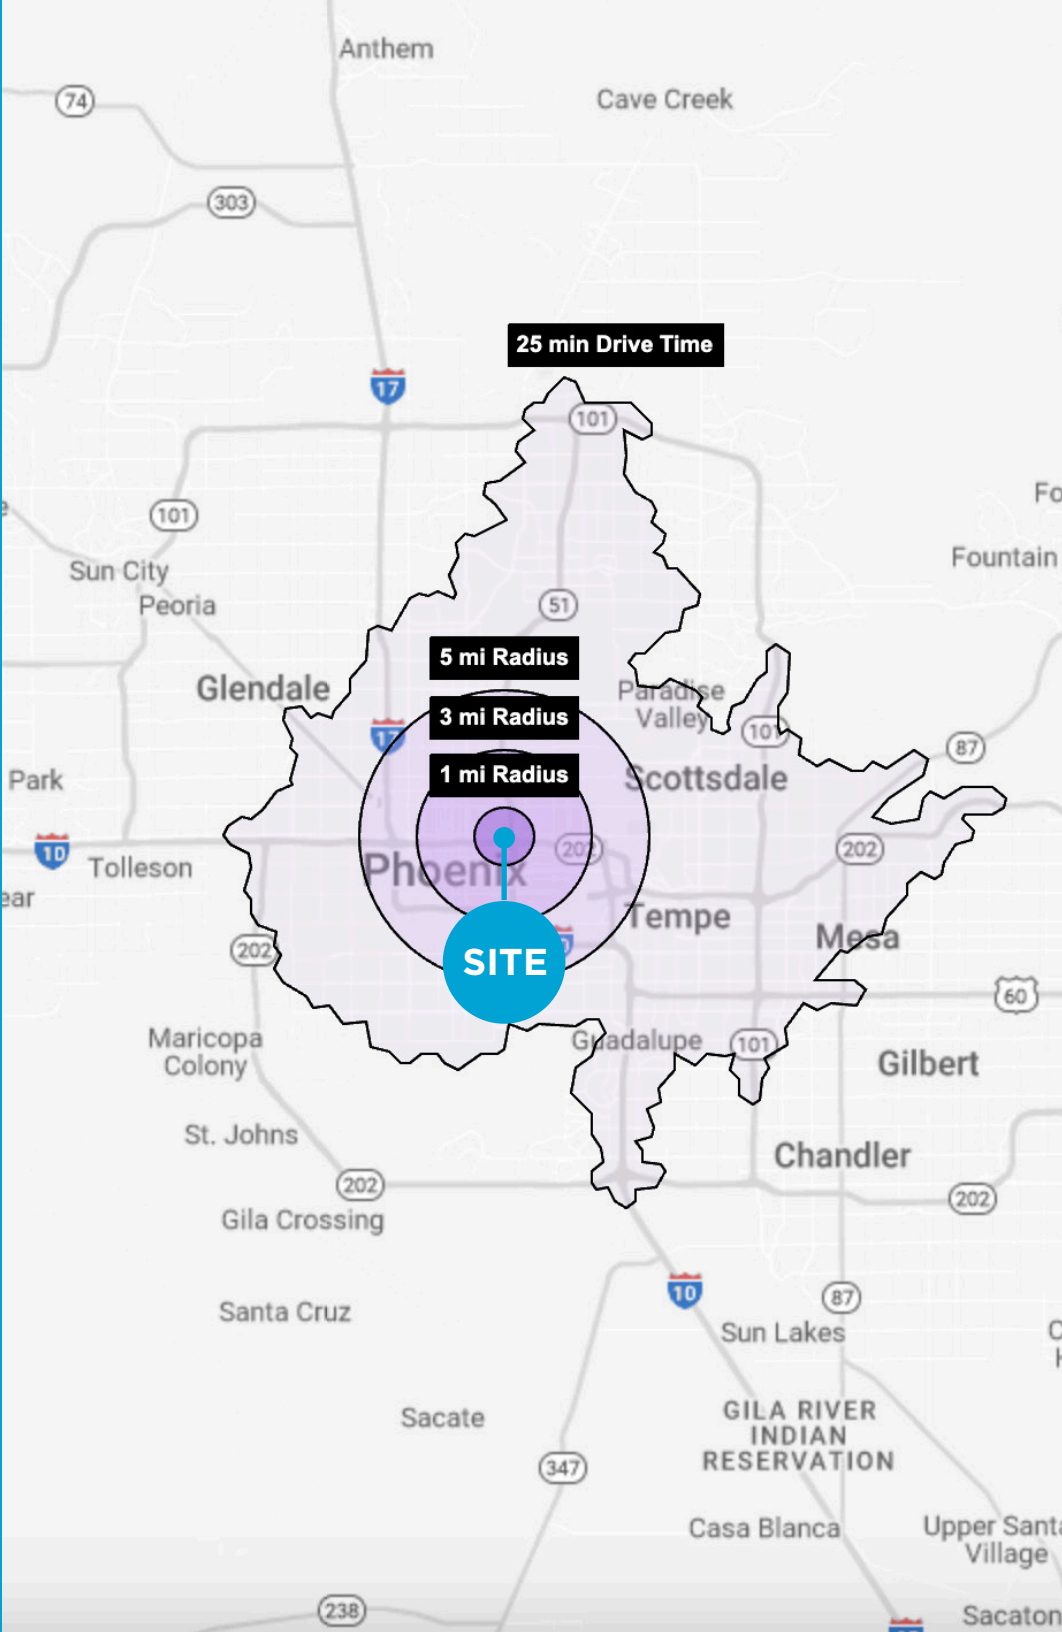 Anthem
Cave Creek
74
303
25 min Drive Time
17
101
101
Fo
Fountain
Sun City
Peoria
51
5 mi Radius
Glendale
Paradise
Valley
3 mi Radius
17
101
87
1 mi Radius
Scottsdale
Park
10
Tolleson
202
202
Phoenix
ear
Tempe
Mesa
202
SITE
60
Maricopa
Colony
Guadalupe
101
Gilbert
St. Johns
Chandler
202
202
Gila Crossing
10
87
Santa Cruz
Sun Lakes
GILA RIVER
INDIAN
RESERVATION
Sacate
347
Casa Blanca
Upper Santa
Village
238
Sacaton